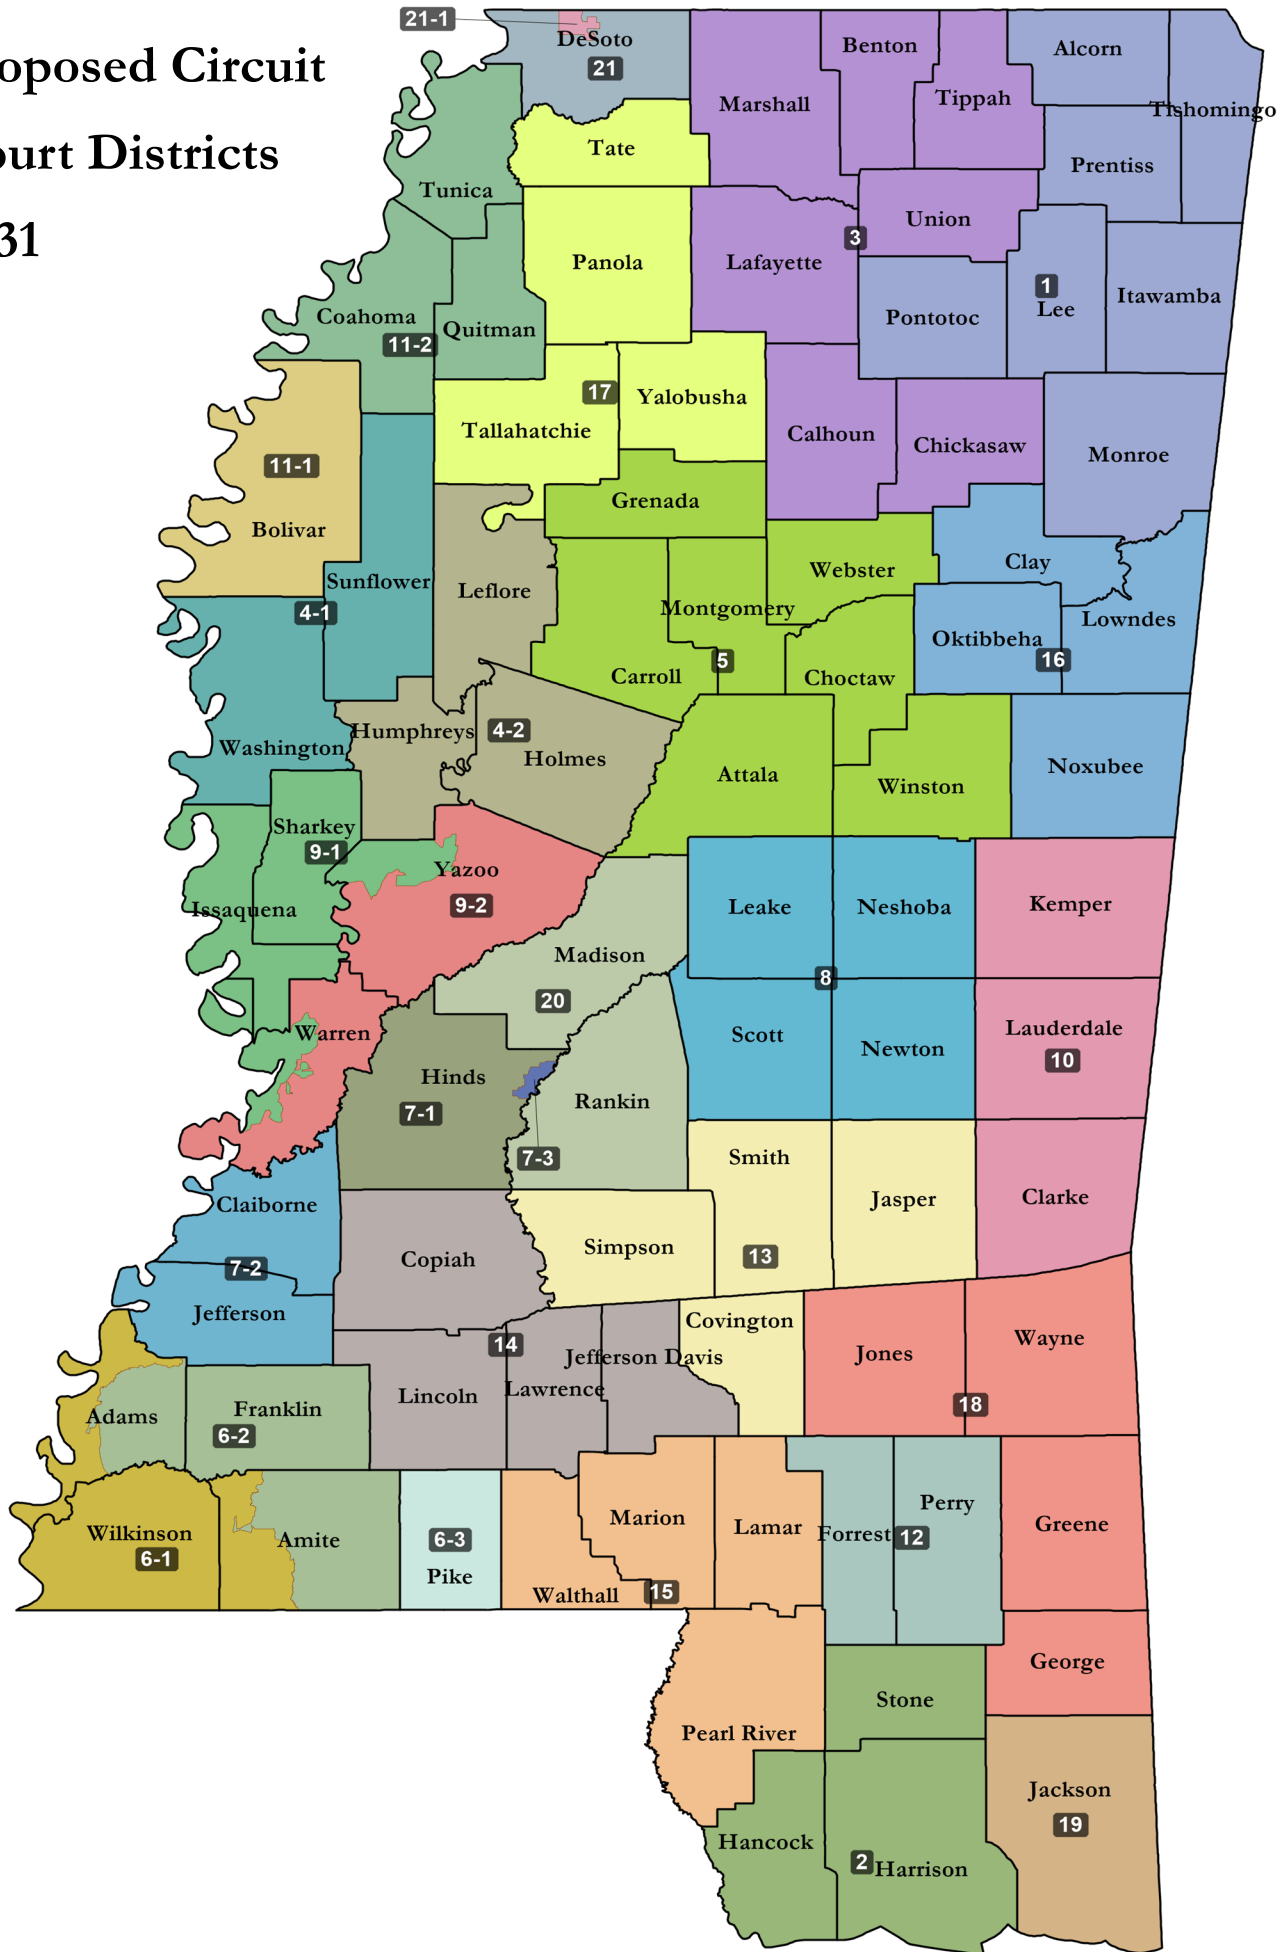 oposed Circuit
ourt Districts
31
21-1
DeSoto
21
Benton
Alcorn
Marshall
Tippah
Tishomingo
Tate
Prentiss
Tunica
Union
3
Panola
Lafayette
1
Lee
Itawamba
Coahoma
11-2
Quitman
Pontotoc
17
Yalobusha
Tallahatchie
Calhoun
Chickasaw
Monroe
11-1
Bolivar
Grenada
Sunflower
Leflore
Webster
Clay
4-1
Montgomery
Oktibbeha
Lowndes
16
5
Carroll
Choctaw
Washington
Humphreys
4-2
Holmes
Attala
Winston
Noxubee
Sharkey
9-1
Yazoo
9-2
Issaquena
Leake
Neshoba
Kemper
Madison
20
8
Warren
Scott
Newton
Lauderdale
10
Hinds
7-1
Rankin
7-3
Smith
Jasper
Clarke
Claiborne
Copiah
Simpson
13
7-2
Jefferson
14
Covington
Jefferson Davis
Jones
Wayne
Lincoln
Lawrence
18
Adams
Franklin
6-2
Wilkinson
6-1
Amite
6-3
Pike
Marion
Lamar
Forrest
12
Perry
Greene
Walthall
15
George
Stone
Pearl River
Jackson
19
Hancock
2
Harrison